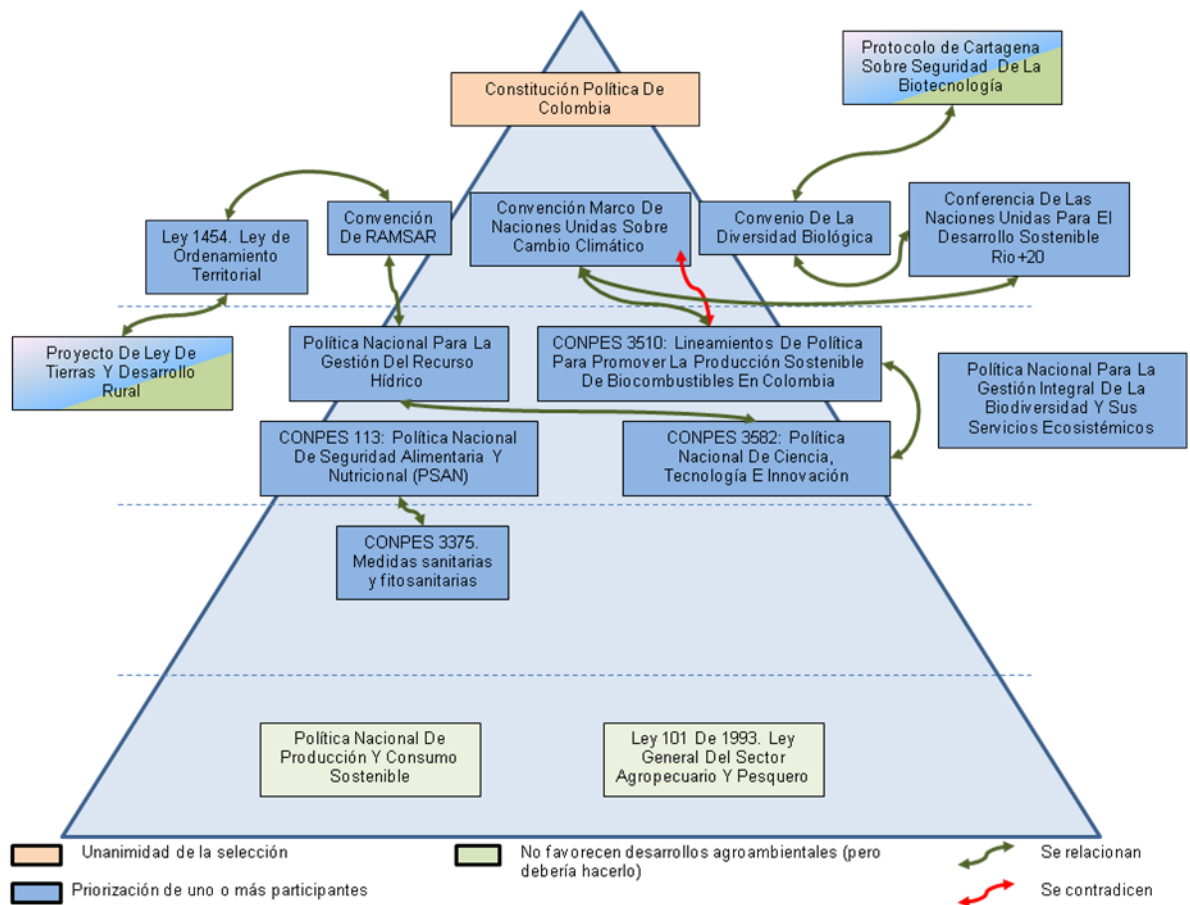 Constitución Política De
Colombia
Protocolo de Cartagena
Sobre Seguridad De La
Biotecnología
Ley 1454. Ley de
Ordenamiento
Territorial
Convención
De RAMSAR
Convención Marco De
Naciones Unidas Sobre
Cambio Climático
Convenio De La
Diversidad Biológica
Conferencia De Las
Naciones Unidas Para El
Desarrollo Sostenible
Rio+20
Proyecto De Ley De
Tierras Y Desarrollo
Rural
Política Nacional Para La
Gestión Del Recurso
Hídrico
CONPES 3510: Lineamientos De Política
Para Promover La Producción Sostenible
De Biocombustibles En Colombia
Política Nacional Para La
Gestión Integral De La
Biodiversidad Y Sus
Servicios Ecosistémicos
CONPES 113: Política Nacional
De Seguridad Alimentaria Y
Nutricional (PSAN)
CONPES 3582: Política
Nacional De Ciencia,
Tecnología E Innovación
CONPES 3375.
Medidas sanitarias
y fitosanitarias
Política Nacional De
Producción Y Consumo
Sostenible
Ley 101 De 1993. Ley
General Del Sector
Agropecuario Y Pesquero
Unanimidad de la selección
Priorización de uno o más participantes
No favorecen desarrollos agroambientales (pero
debería hacerlo)
Se relacionan
Se contradicen